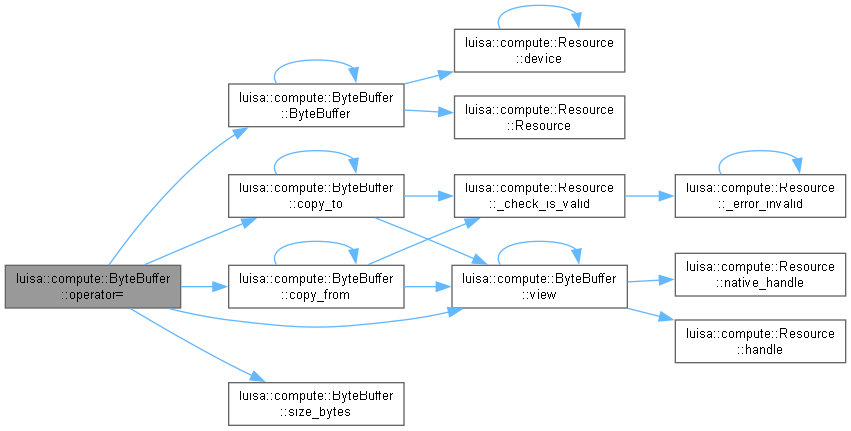 luisa::compute::Resource
::device
luisa::compute::ByteBuffer
::ByteBuffer
luisa::compute::Resource
::Resource
luisa::compute::ByteBuffer
::copy_to
luisa::compute::Resource
::_check_is_valid
luisa::compute::Resource
::_error_invalid
luisa::compute::ByteBuffer
::operator=
luisa::compute::ByteBuffer
::copy_from
luisa::compute::ByteBuffer
::view
luisa::compute::Resource
::native_handle
luisa::compute::Resource
::handle
luisa::compute::ByteBuffer
::size_bytes